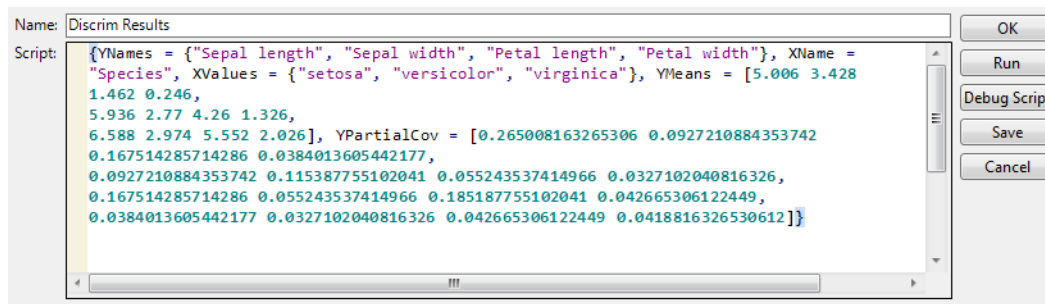 Name: Discrim Results
OK
Script: {YNames = {"Sepal length", "Sepal width", "Petal length", "Petal width"}, XName =
"Species", XValues = {"setosa", "versicolor", "virginica"}, YMeans = [5.006 3.428
Run
1.462 0.246,
Debug Scrip
5.936 2.77 4.26 1.326,
6.588 2.974 5.552 2.026], YPartialCov = [0.265008163265306 0.0927210884353742
Save
0.167514285714286 0.0384013605442177,
0.0927210884353742 0.115387755102041 0.055243537414966 0.0327102040816326,
Cancel
0.167514285714286 0.055243537414966 0.185187755102041 0.042665306122449,
0.0384013605442177 0.0327102040816326 0.042665306122449 0.0418816326530612]}